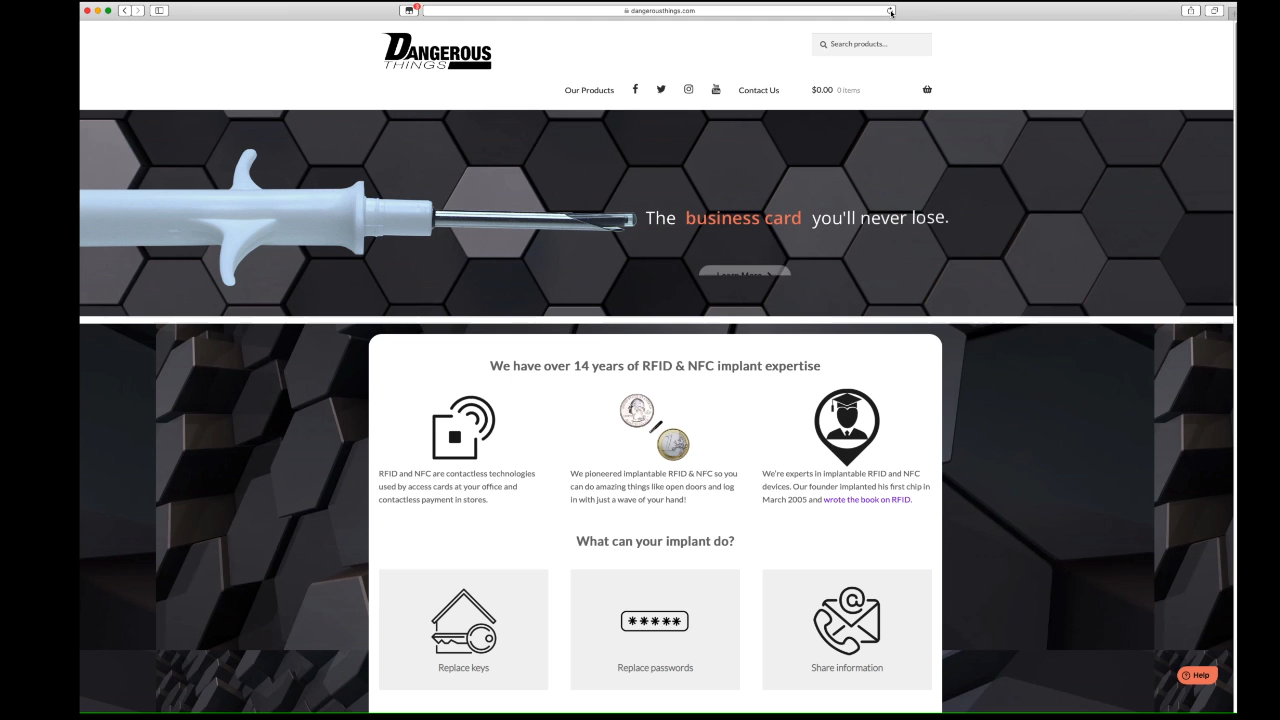 3
dangerousthings.com
DANGEROUS
THINGS
Search products...
Our Products
Contact Us
$0.00 0 items
The business card you'll never lose.
Learn More
We have over 14 years of RFID & NFC implant expertise
RFID and NFC are contactless technologies
used by access cards at your office and
contactless payment in stores.
We pioneered implantable RFID & NFC so you
can do amazing things like open doors and log
in with just a wave of your hand!
We're experts in implantable RFID and NFC
devices. Our founder implanted his first chip in
March 2005 and wrote the book on RFID.
What can your implant do?
Replace keys
Replace passwords
Share information
Help